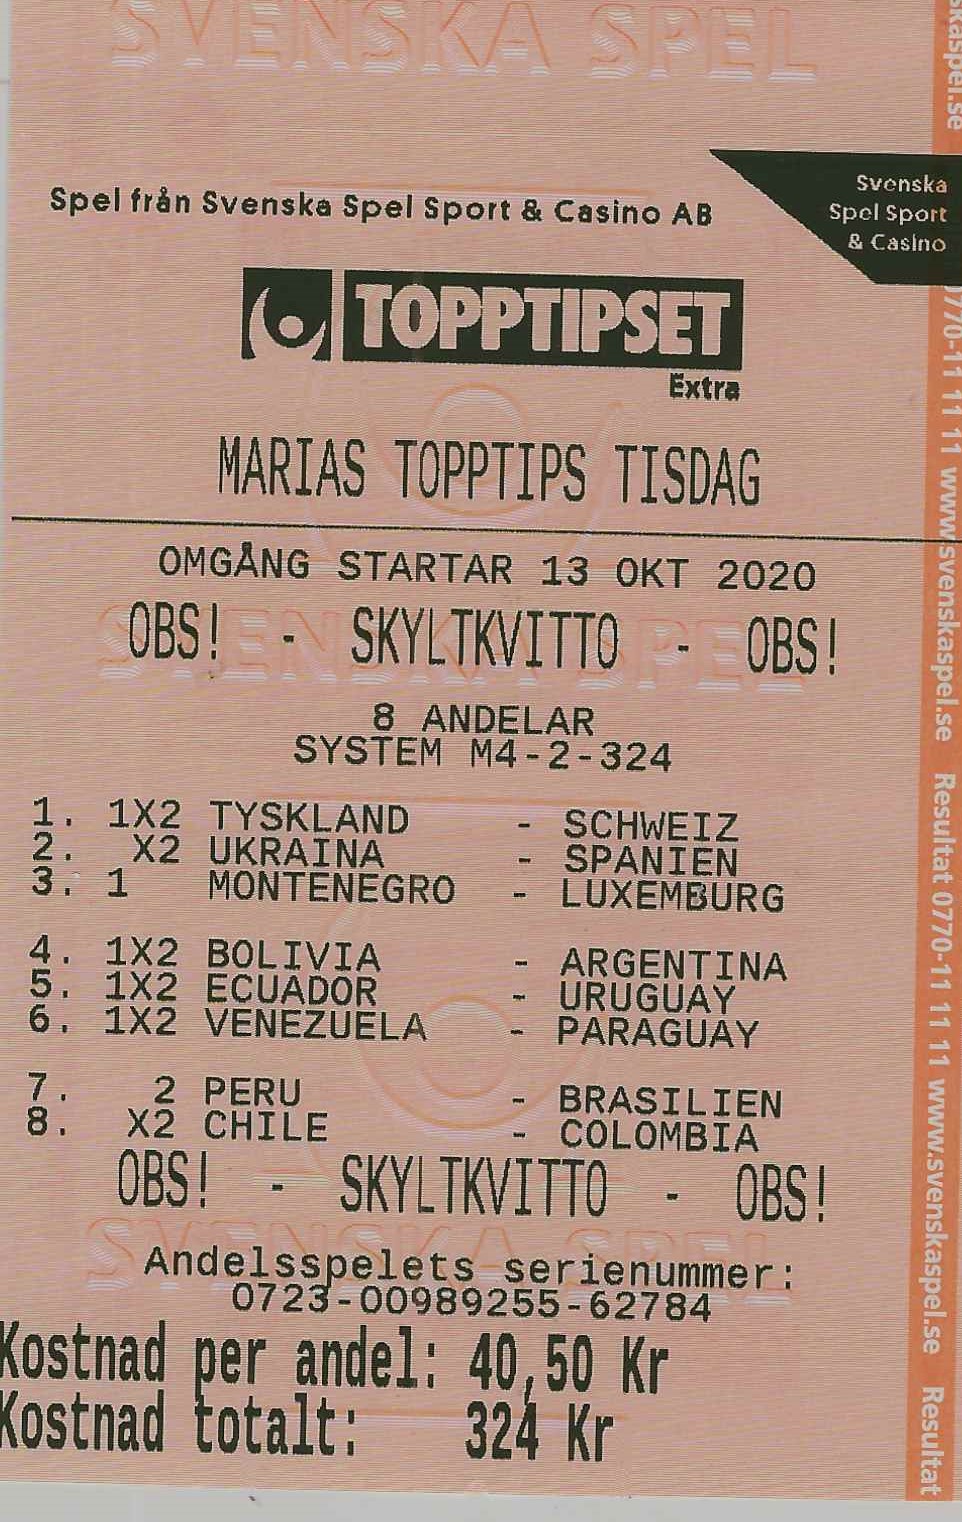 SVENSKA SPEL
Spel från Svenska Spel Sport & Casino AB
Svenska
Spel Sport
& Casino
TOPPTIPSET
Extra
MARIAS TOPPTIPS TISDAG
OMGÅNG STARTAR 13 OKT 2020
OBS! - SKYLTKVITTO - OBS!
SVENSKA SPEL
8 ANDELAR
SYSTEM M4-2-324
1. 1X2 TYSKLAND - SCHWEIZ
2. X2 UKRAINA - SPANIEN
3. 1 MONTENEGRO - LUXEMBURG
4. 1X2 BOLIVIA - ARGENTINA
5. 1X2 ECUADOR - URUGUAY
6. 1X2 VENEZUELA - PARAGUAY
7. 2 PERU - BRASILIEN
8. X2 CHILE - COLOMBIA
OBS! - SKYLTKVITTO - OBS!
SVENSKA SPEL
Andelsspelets serienummer:
0723-00989255-62784
Kostnad per andel: 40,50 Kr
Kostnad totalt: 324 Kr
skaspel.se
0770-11 11 11 www.svenskaspel.se Resultat 0770-11 11 11 www.svenskaspel.se Resultat